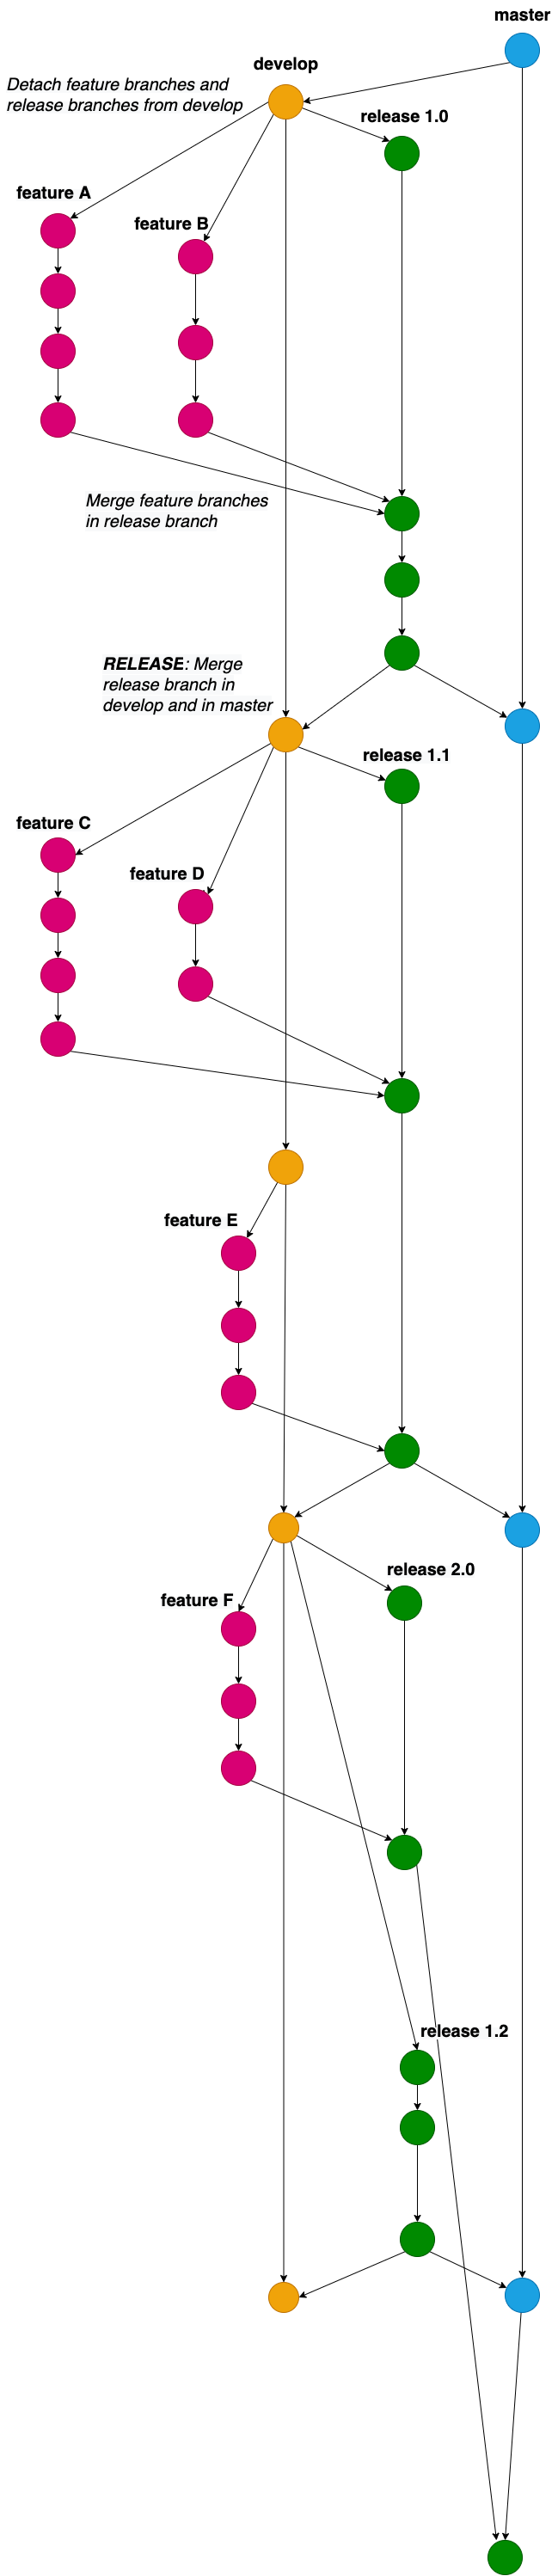 master
develop
Detach feature branches and
release branches from develop
release 1.0
feature A
feature B
Merge feature branches
in release branch
RELEASE: Merge
release branch in
develop and in master
release 1.1
feature C
feature D
feature E
release 2.0
feature F
release 1.2